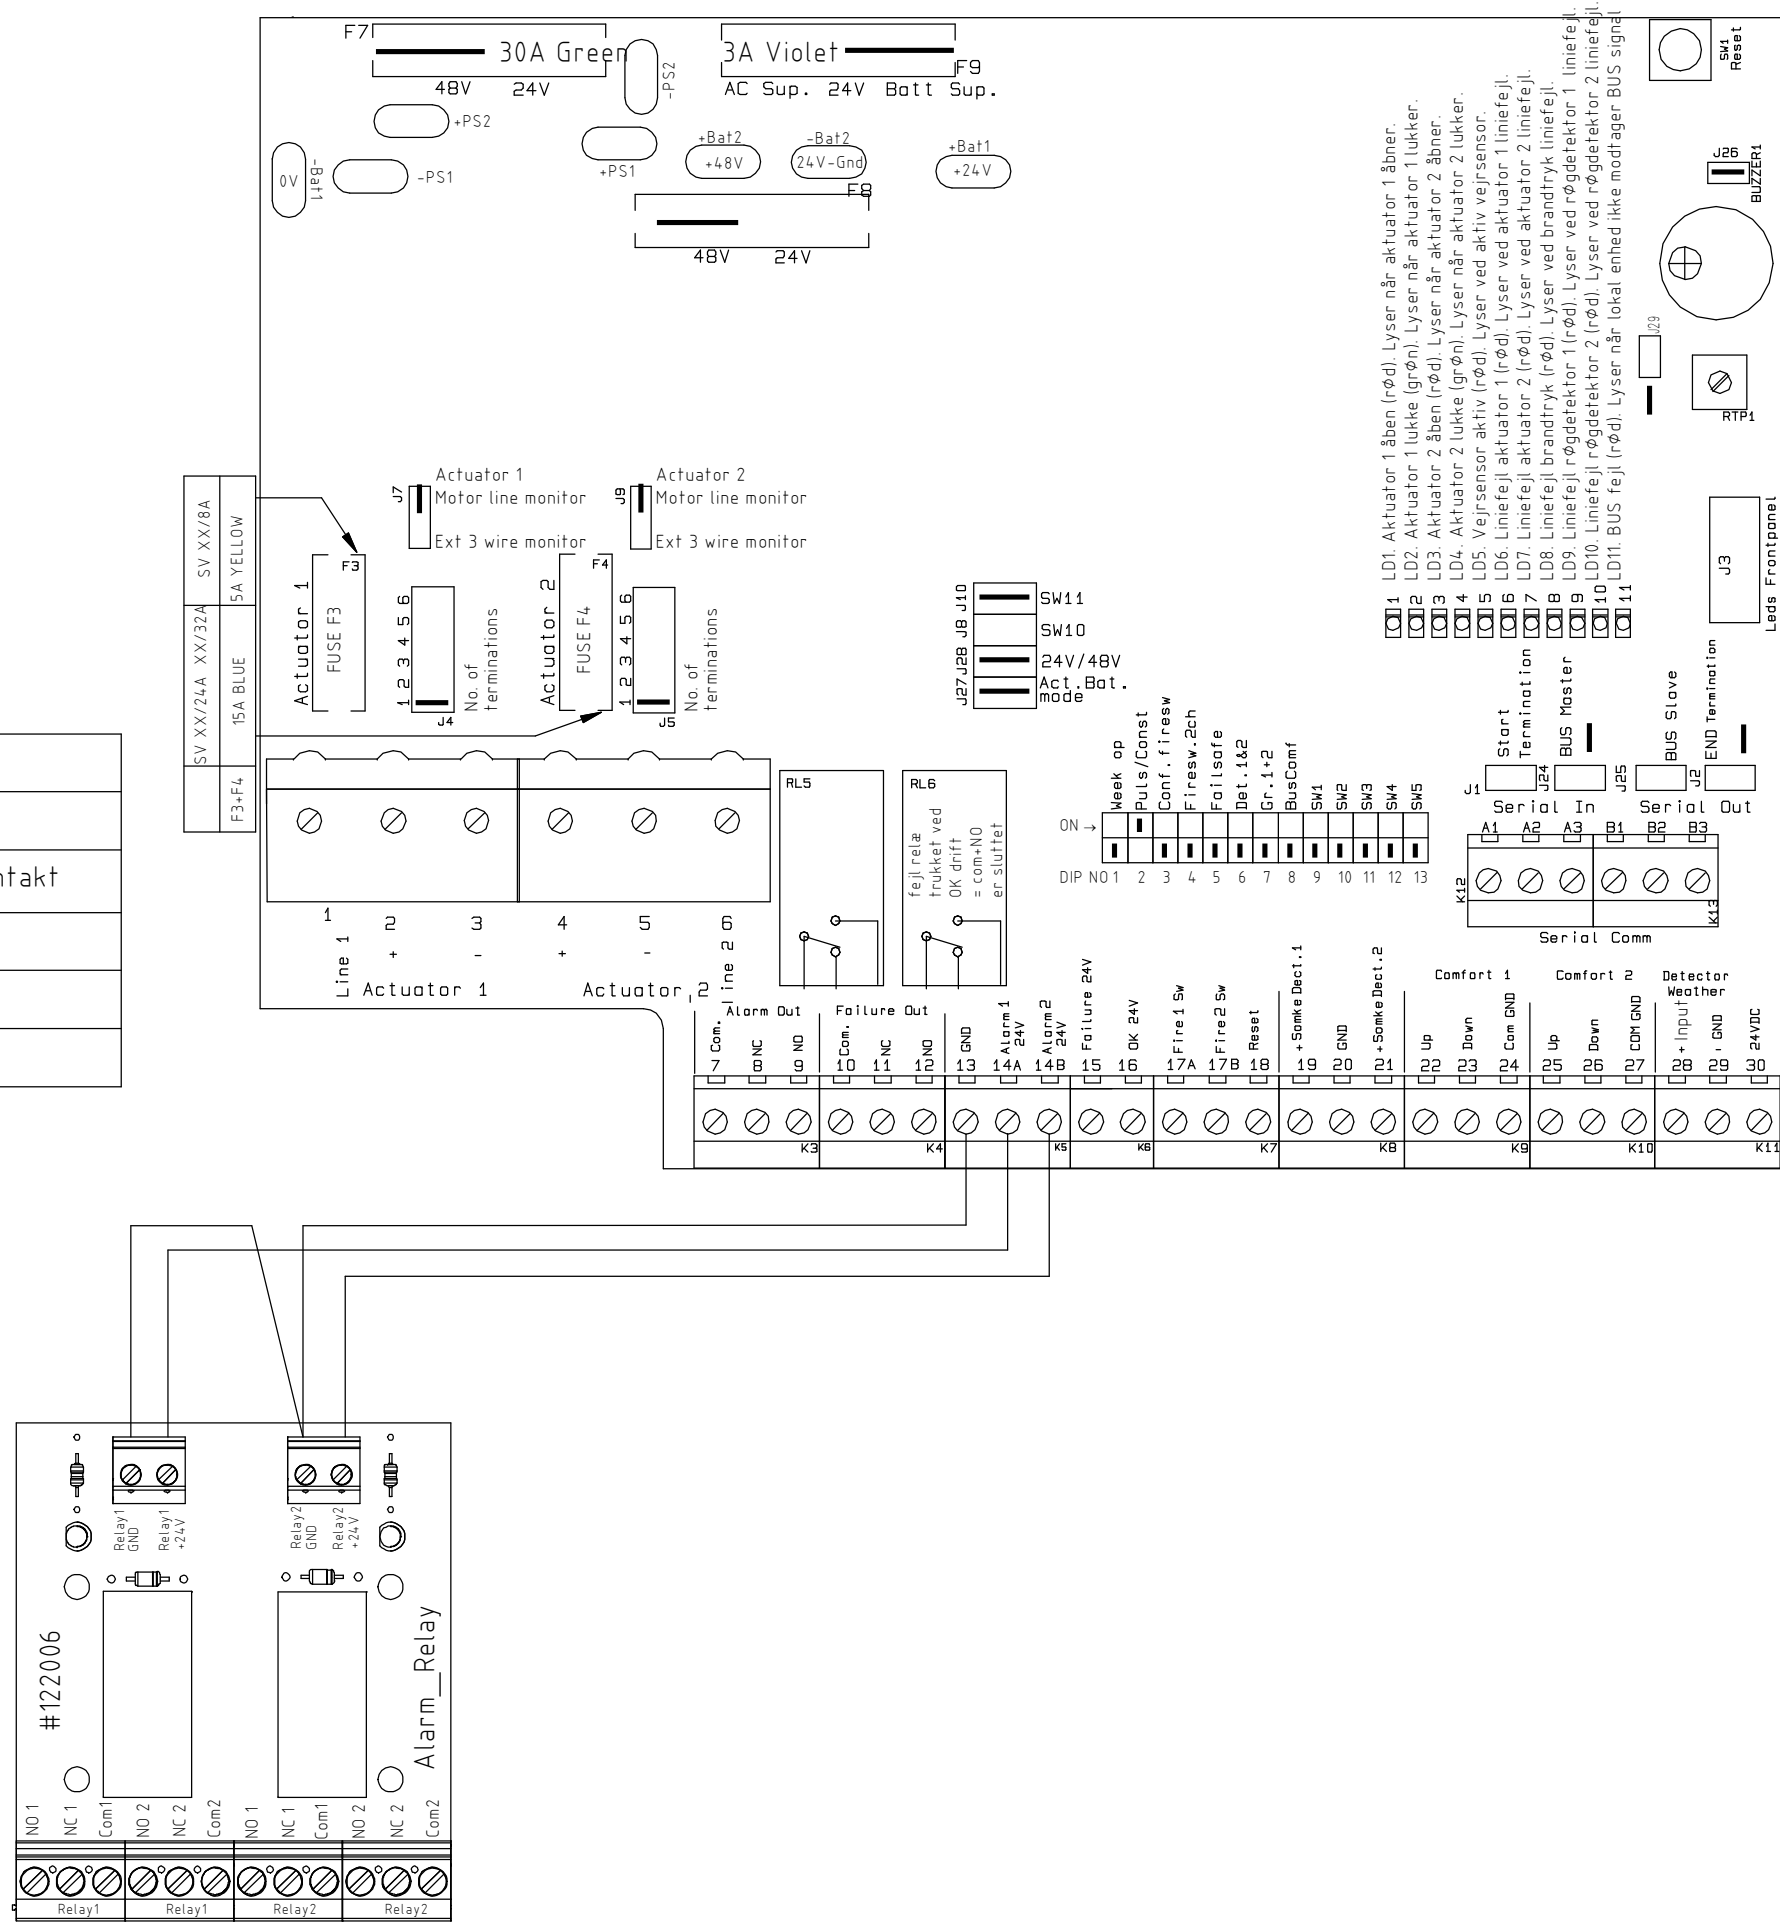 F7
30A Green
48V 24V
-PS2
3A Violet
F9
AC Sup. 24V Batt Sup.
SW1
Reset
+PS2
-Bat1
0V
-PS1
+PS1
+Bat2
+48V
-Bat2
24V-Gnd
+Bat1
+24V
F8
48V 24V
J26
BUZZER1
J29
RTP1
LD1. Aktuator 1 åben (rød). Lyser når aktuator 1 åbner.
LD2. Aktuator 1 lukke (grøn). Lyser når aktuator 1 lukker.
LD3. Aktuator 2 åben (rød). Lyser når aktuator 2 åbner.
LD4. Aktuator 2 lukke (grøn). Lyser når aktuator 2 lukker.
LD5. Vejrsensor aktiv (rød). Lyser ved aktiv vejrsensor.
LD6. Liniefejl aktuator 1 (rød). Lyser ved aktuator 1 liniefejl.
LD7. Liniefejl aktuator 2 (rød). Lyser ved aktuator 2 liniefejl.
LD8. Liniefejl brandtryk (rød). Lyser ved brandtryk liniefejl.
LD9. Liniefejl røgdetektor 1 (rød). Lyser ved røgdetektor 1 liniefejl.
LD10. Liniefejl røgdetektor 2 (rød). Lyser ved røgdetektor 2 liniefejl.
LD11. BUS fejl (rød). Lyser når lokal enhed ikke modtager BUS signal
1 2 3 4 5 6 7 8 9 10 11
J3
Leds Frontpanel
SV XX/8A
5A YELLOW
SV XX/24A XX/32A
15A BLUE
F3+F4
J7
Actuator 1
Motor line monitor
Ext 3 wire monitor
J9
Actuator 2
Motor line monitor
Ext 3 wire monitor
Actuator 1
F3
FUSE F3
1 2 3 4 5 6
J4
No. of
terminations
Actuator 2
F4
FUSE F4
1 2 3 4 5 6
J5
No. of
terminations
J10 SW11
J8 SW10
J28 24V/48V
J27 Act.Bat.
mode
Start
Termination
BUS Master
BUS Slave
END Termination
J1
J24
J25
J2
Serial In Serial Out
A1 A2 A3 B1 B2 B3
K12
K13
Serial Comm
ntakt
Week op
Puls/Const
Conf.firesw
Firesw.2ch
Failsafe
Det.1&2
Gr.1+2
BusComf
SW1
SW2
SW3
SW4
SW5
ON →
DIP NO 1 2 3 4 5 6 7 8 9 10 11 12 13
RL5
RL6
fejl relæ
trukket ved
OK drift
= com+NO
er sluttet
1 2 3 4 5 6
Line 1 + - + - Line 2
Actuator 1 Actuator 2
Alarm Out
Failure Out
Com.
NC
NO
Com.
NC
NO
GND
Alarm1
24V
Alarm2
24V
Failure 24V
OK 24V
Fire1 Sw
Fire2 Sw
Reset
+Somke Dect.1
GND
+Somke Dect.2
Comfort 1
Up
Down
Com GND
Comfort 2
Up
Down
COM GND
Detector
Weather
+Input
- GND
24VDC
7 8 9 10 11 12 13 14A 14B 15 16 17A 17B 18 19 20 21 22 23 24 25 26 27 28 29 30
K3 K4 K5 K6 K7 K8 K9 K10 K11
Relay1
GND
Relay1
+24V
Relay2
GND
Relay2
+24V
#122006
Alarm_Relay
NO 1
NC 1
Com1
NO 2
NC 2
Com2
NO 1
NC 1
Com1
NO 2
NC 2
Com2
Relay1 Relay1 Relay2 Relay2